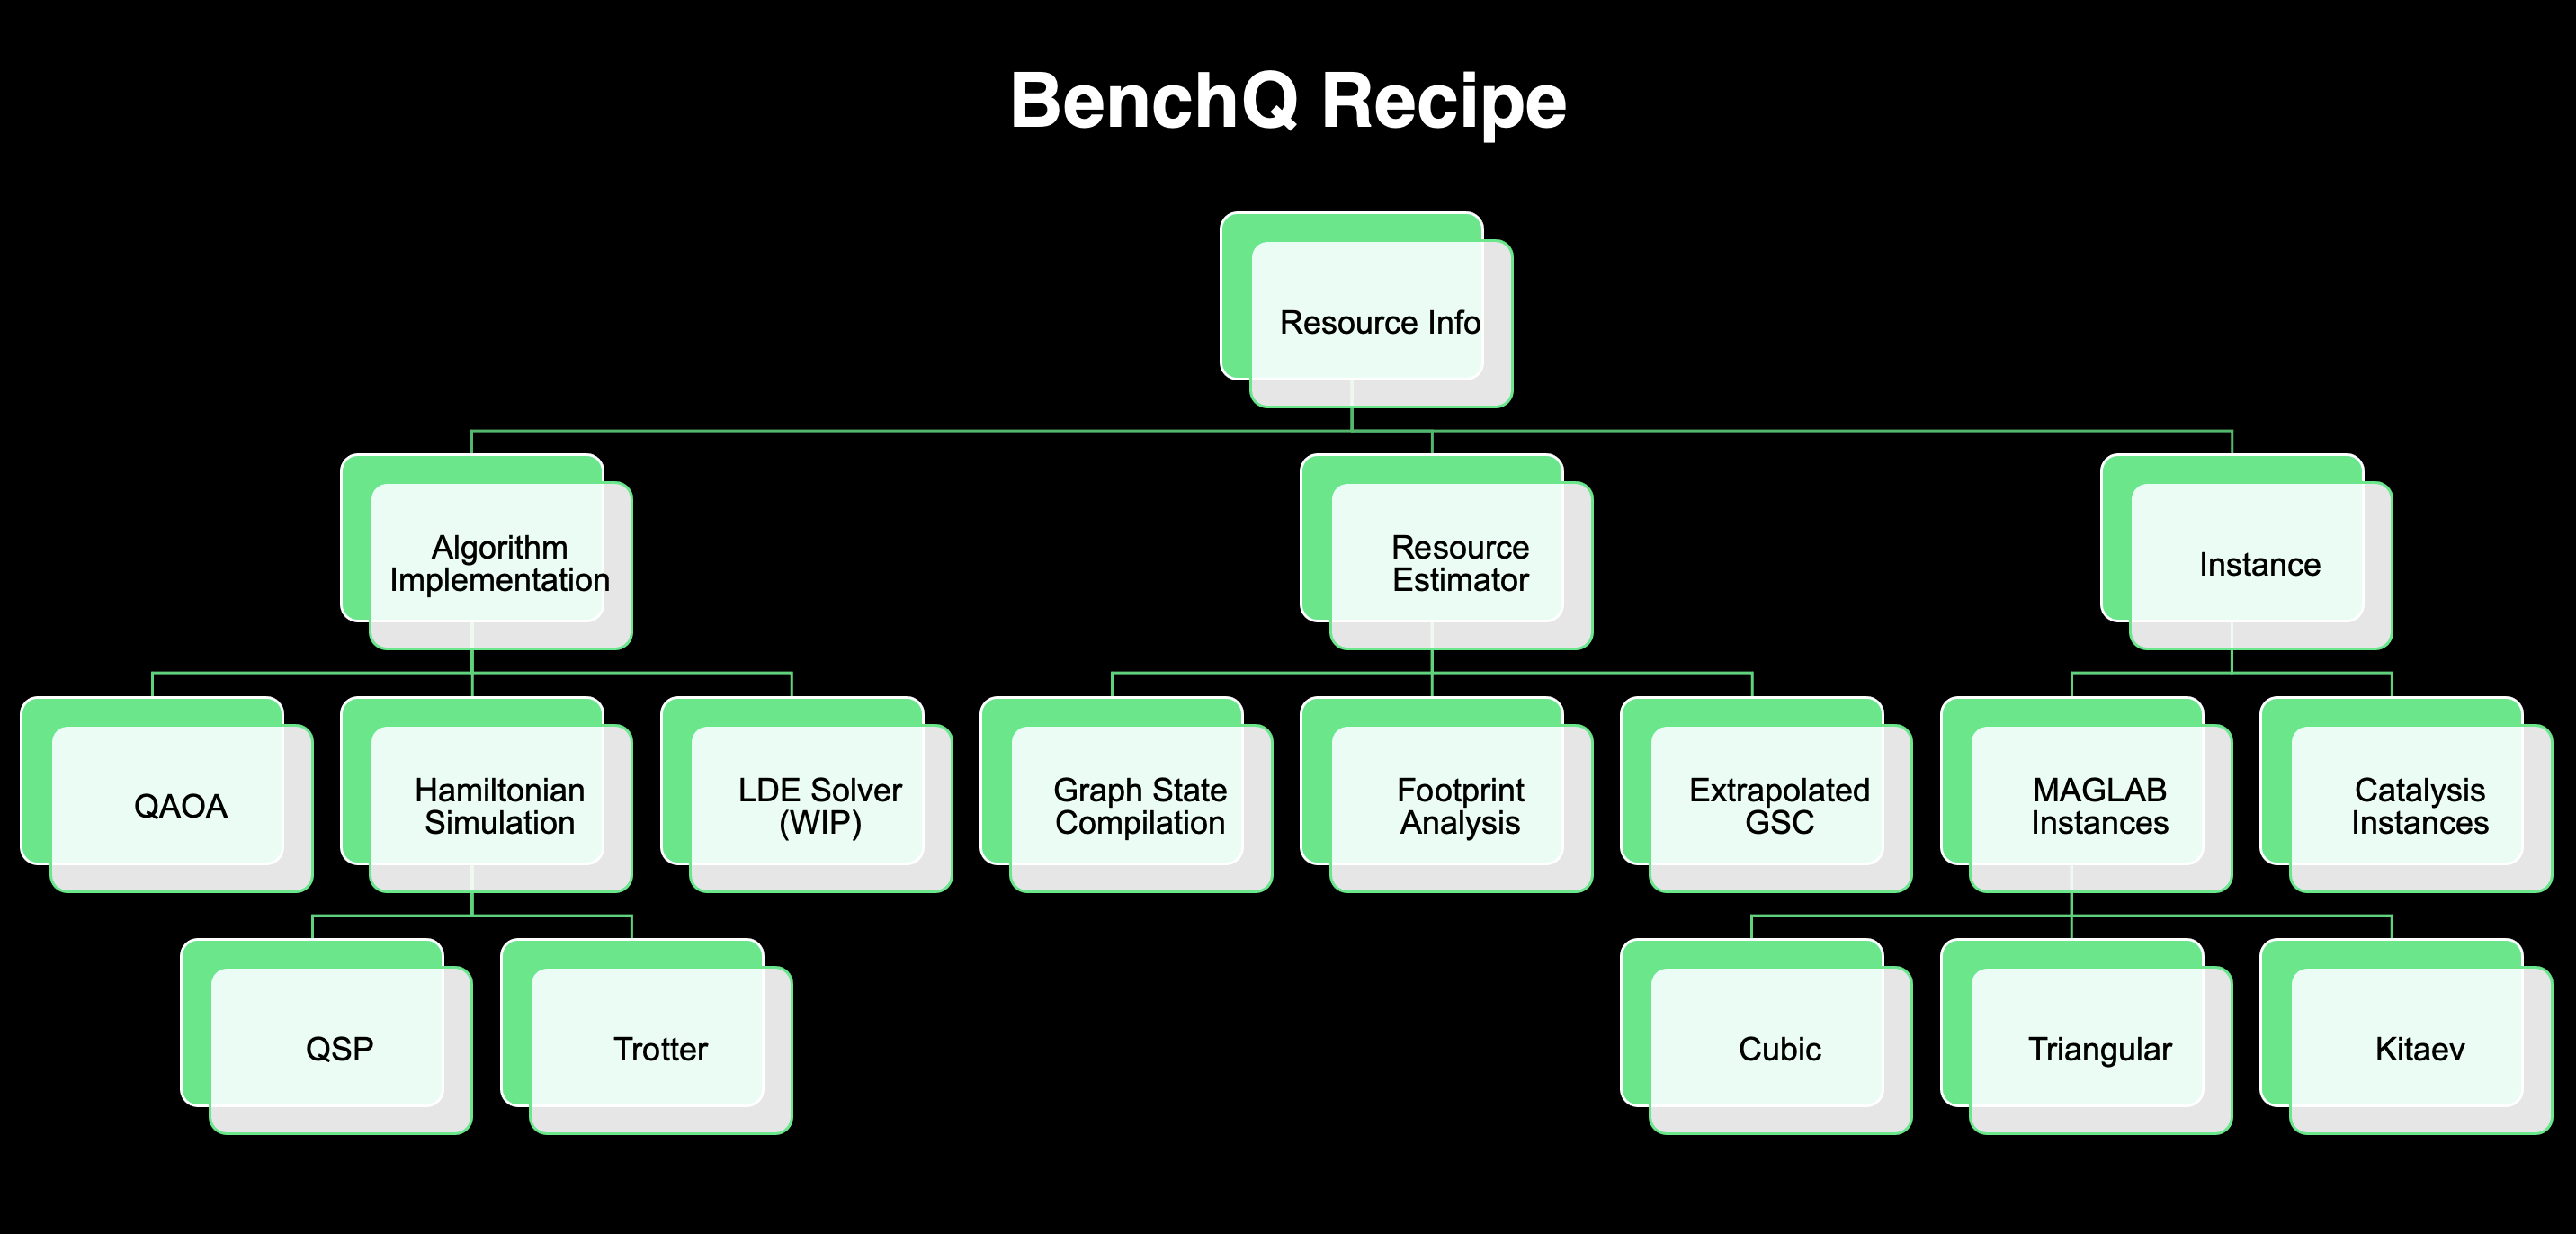 BenchQ Recipe
Resource Info
Algorithm
Implementation
Resource
Estimator
Instance
QAOA
Hamiltonian
Simulation
LDE Solver
(WIP)
Graph State
Compilation
Footprint
Analysis
Extrapolated
GSC
MAGLAB
Instances
Catalysis
Instances
QSP
Trotter
Cubic
Triangular
Kitaev